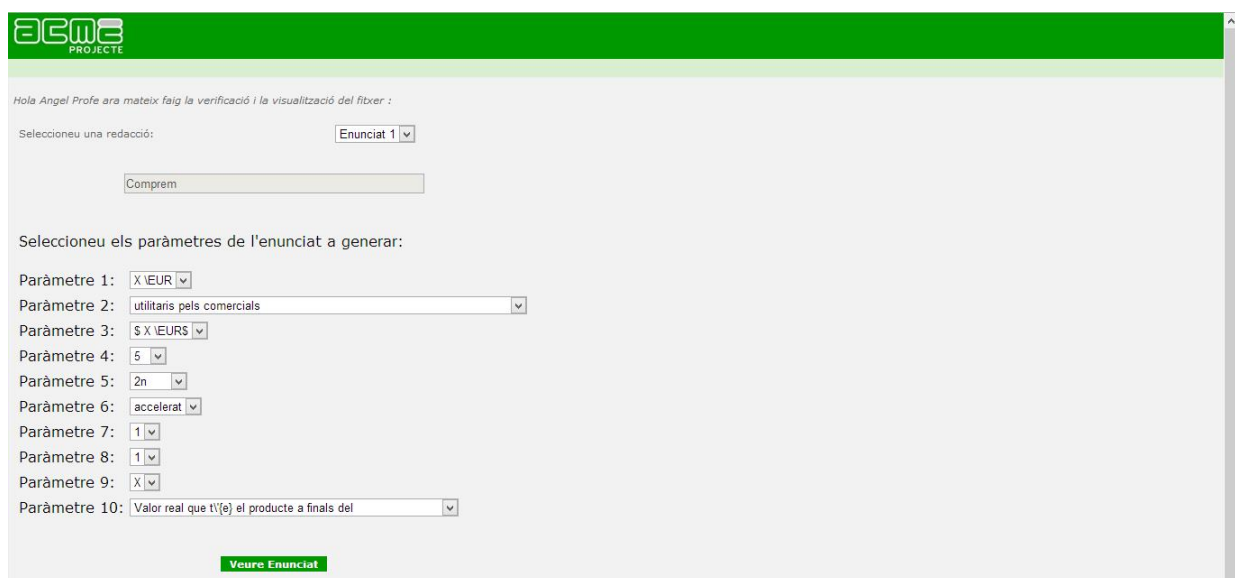 acme
PROJECTE
Hola Angel Profe ara mateix faig la verificació i la visualització del fitxer :
Seleccioneu una redacció: Enunciat 1
Comprem
Seleccioneu els paràmetres de l'enunciat a generar:
Paràmetre 1: X \EUR
Paràmetre 2: utilitaris pels comercials
Paràmetre 3: $ X \EUR$
Paràmetre 4: 5
Paràmetre 5: 2n
Paràmetre 6: accelerat
Paràmetre 7: 1
Paràmetre 8: 1
Paràmetre 9: X
Paràmetre 10: Valor real que t\'{e} el producte a finals del
Veure Enunciat